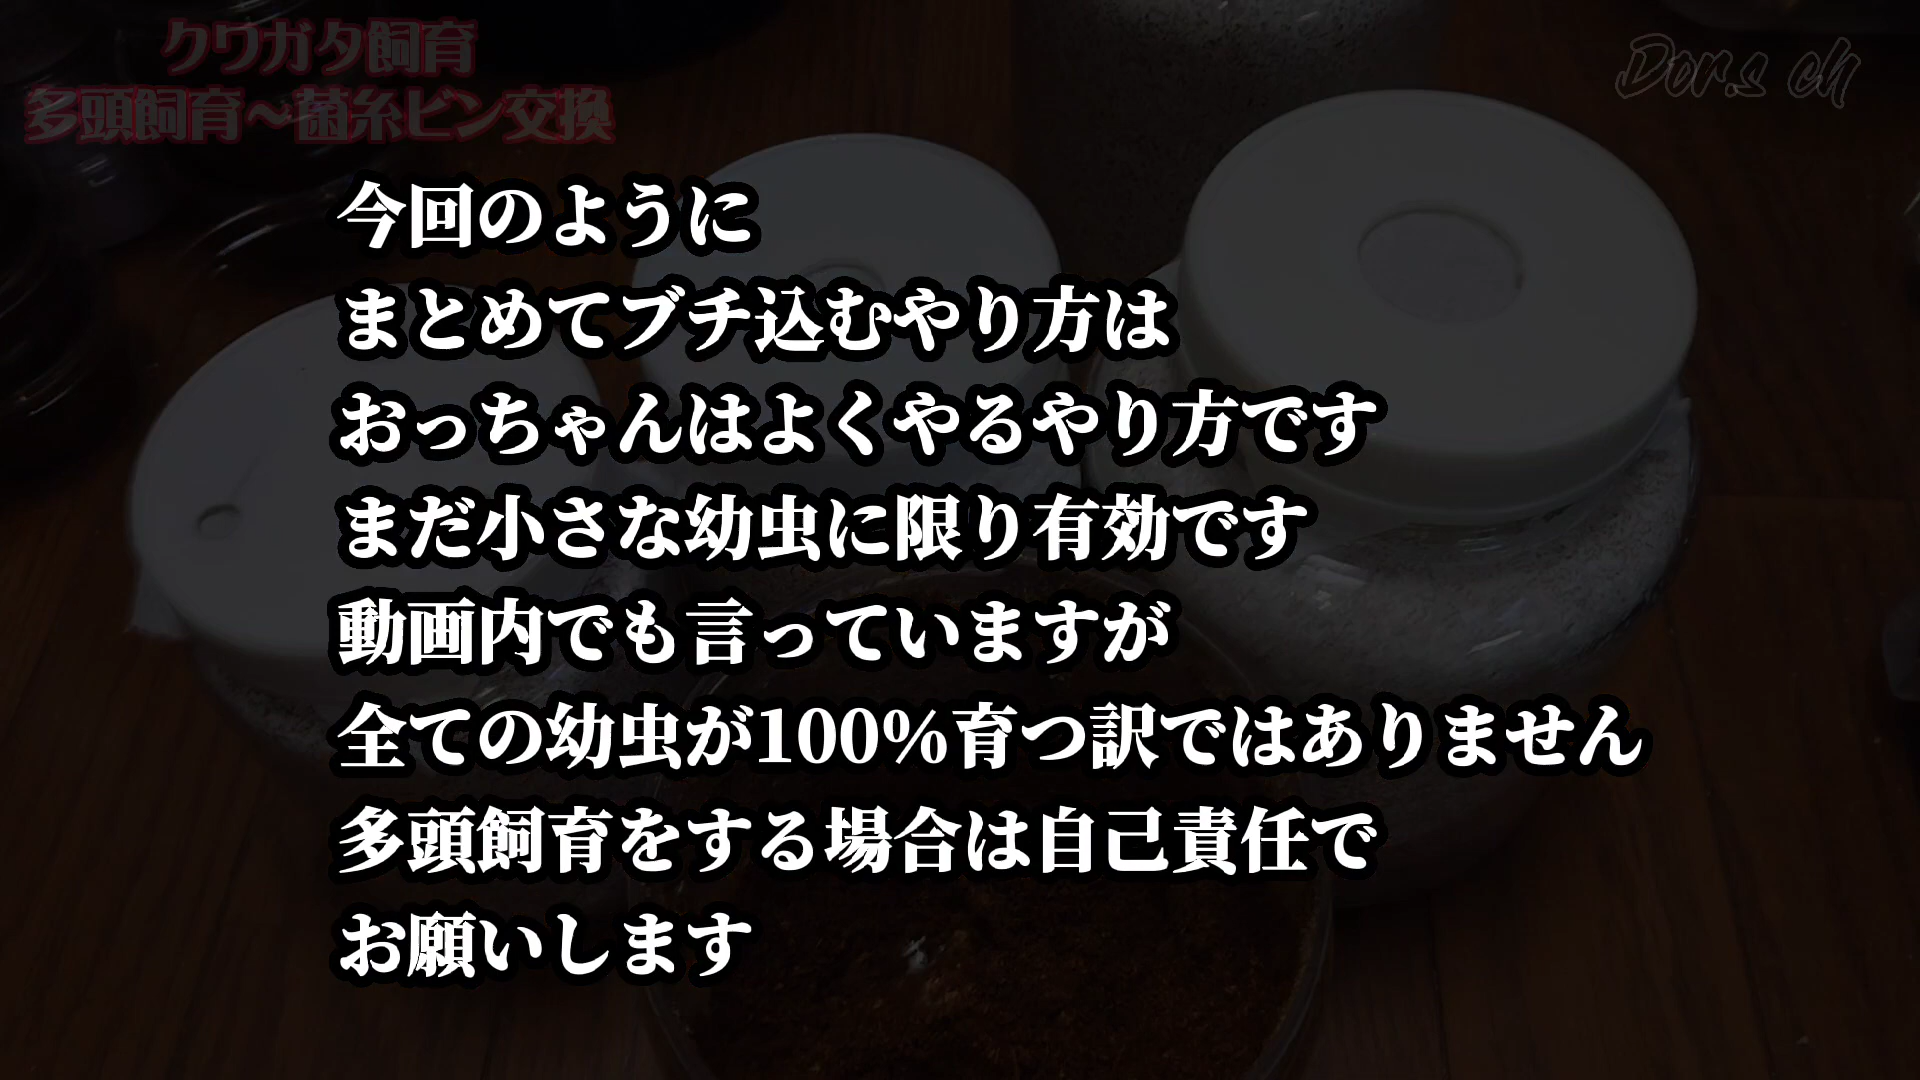 クワガタ飼育
多頭飼育～菌糸ビン交換
Dor.s ch
今回のように
まとめてブチ込むやり方は
おっちゃんはよくやるやり方です
まだ小さな幼虫に限り有効です
動画内でも言っていますが
全ての幼虫が100%育つ訳ではありません
多頭飼育をする場合は自己責任で
お願いします